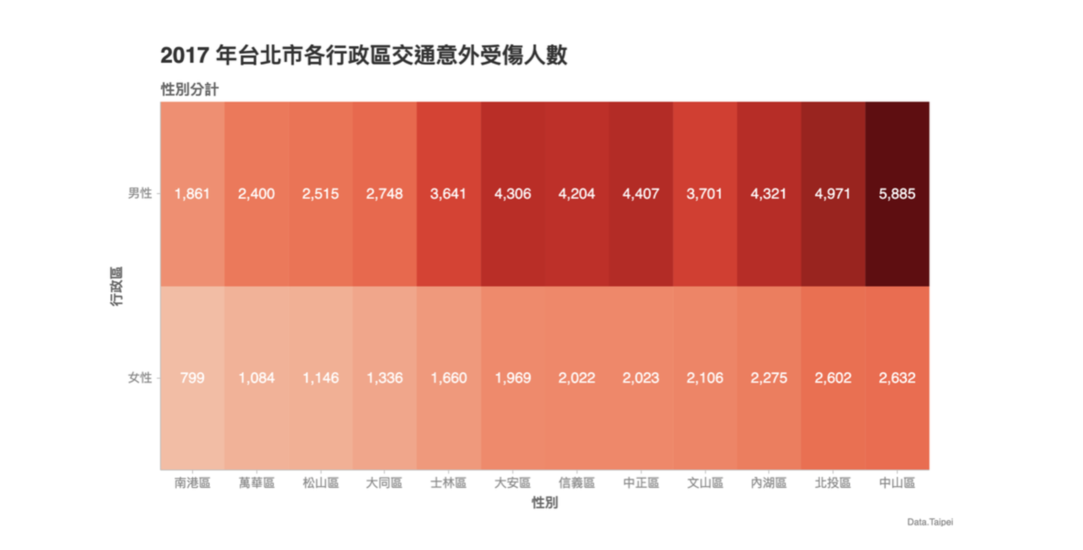 2017 年台北市各行政區交通意外受傷人數
性別分計
男性 1,861 2,400 2,515 2,748 3,641 4,306 4,204 4,407 3,701 4,321 4,971 5,885
行政區
女性 799 1,084 1,146 1,336 1,660 1,969 2,022 2,023 2,106 2,275 2,602 2,632
南港區 萬華區 松山區 大同區 士林區 大安區 信義區 中正區 文山區 內湖區 北投區 中山區
性別
Data.Taipei